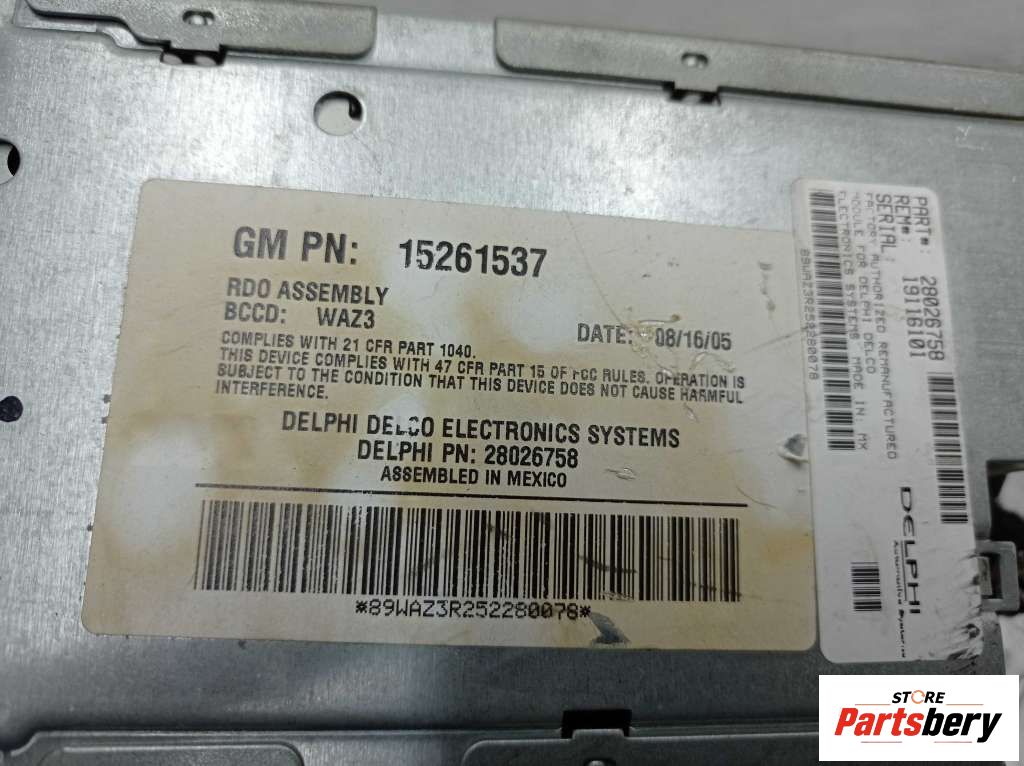 GM PN: 15261537
RDO ASSEMBLY
BCCD: WAZ3
DATE: 08/16/05
COMPLIES WITH 21 CFR PART 1040.
THIS DEVICE COMPLIES WITH 47 CFR PART 15 OF FCC RULES. OPERATION IS
SUBJECT TO THE CONDITION THAT THIS DEVICE DOES NOT CAUSE HARMFUL
INTERFERENCE.
DELPHI DELCO ELECTRONICS SYSTEMS
DELPHI PN: 28026758
ASSEMBLED IN MEXICO
*89WAZ3R252280078*
PART#: 28026758
REM#: 19116101
SERIAL:
FACTORY AUTHORIZED REMANUFACTURED
MODULE FOR DELPHI DELCO
ELECTRONICS SYSTEMS MADE IN: MX
89WAZ3R252280078
DELPHI
Automotive Systems
STORE
Partsbery